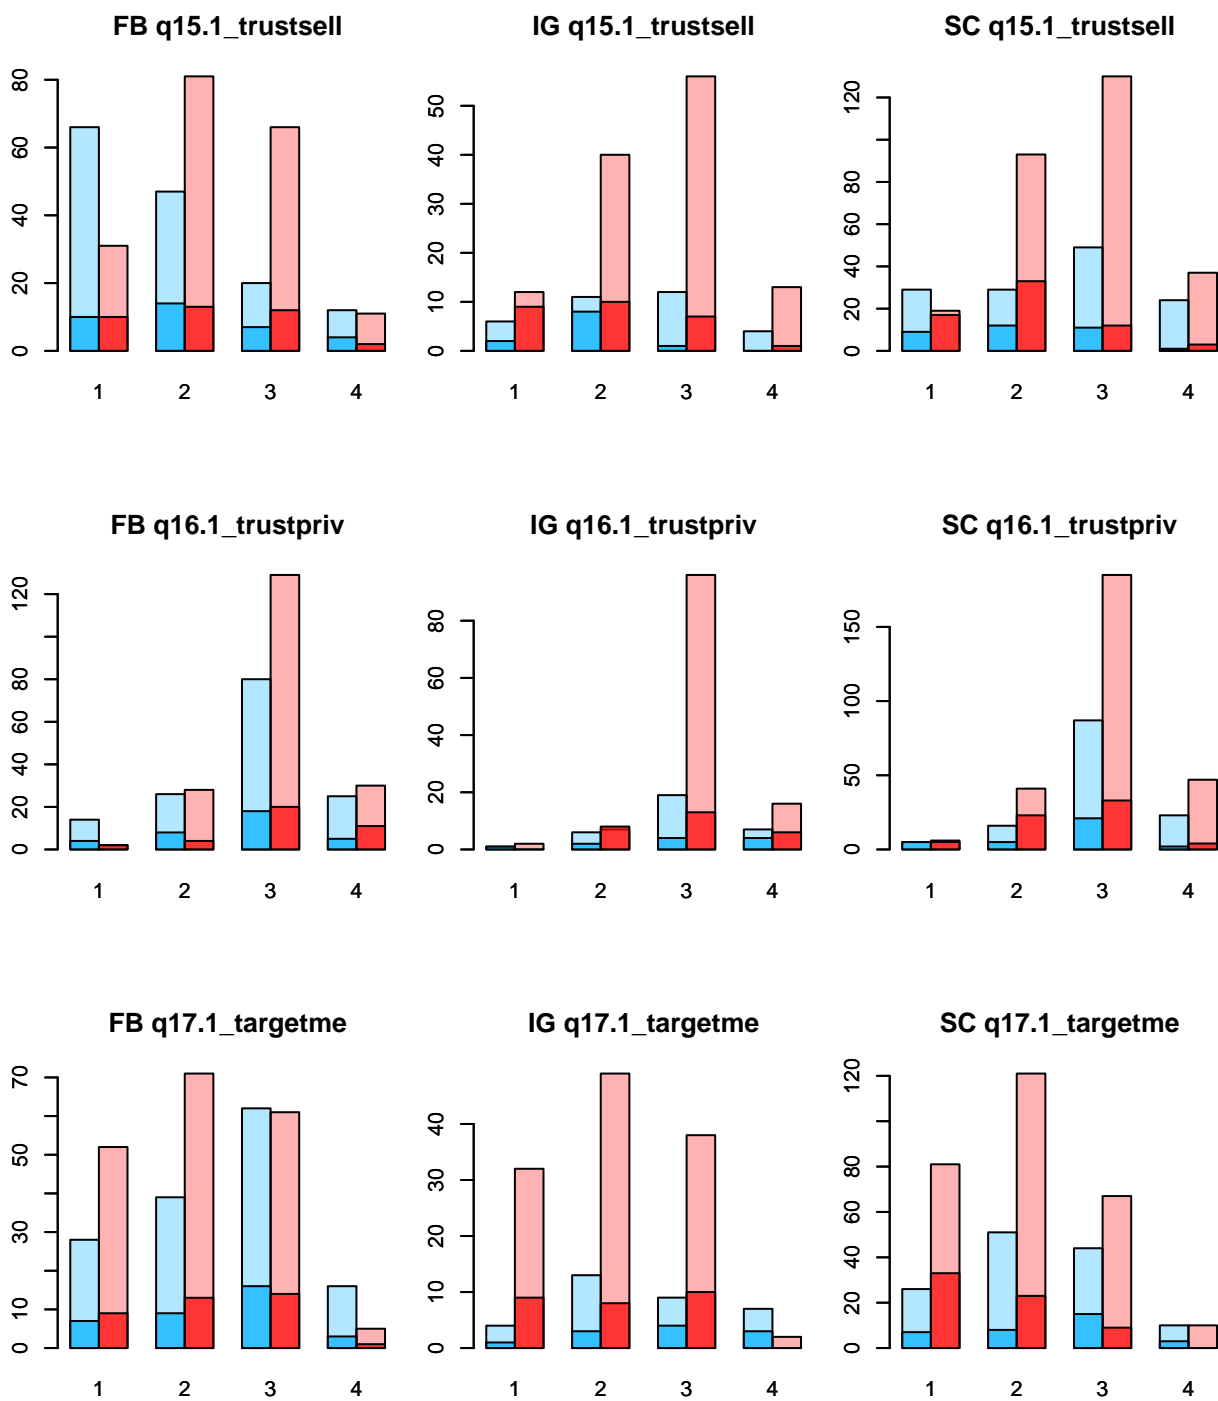 FB q15.1_trustsell IG q15.1_trustsell SC q15.1_trustsell
0 20 40 60 80
0 10 20 30 40 50
0 20 40 60 80 120
1 2 3 4 1 2 3 4 1 2 3 4
FB q16.1_trustpriv IG q16.1_trustpriv SC q16.1_trustpriv
0 20 40 60 80 120
0 20 40 60 80
0 50 100 150
1 2 3 4 1 2 3 4 1 2 3 4
FB q17.1_targetme IG q17.1_targetme SC q17.1_targetme
0 10 30 50 70
0 10 20 30 40
0 20 40 60 80 120
1 2 3 4 1 2 3 4 1 2 3 4